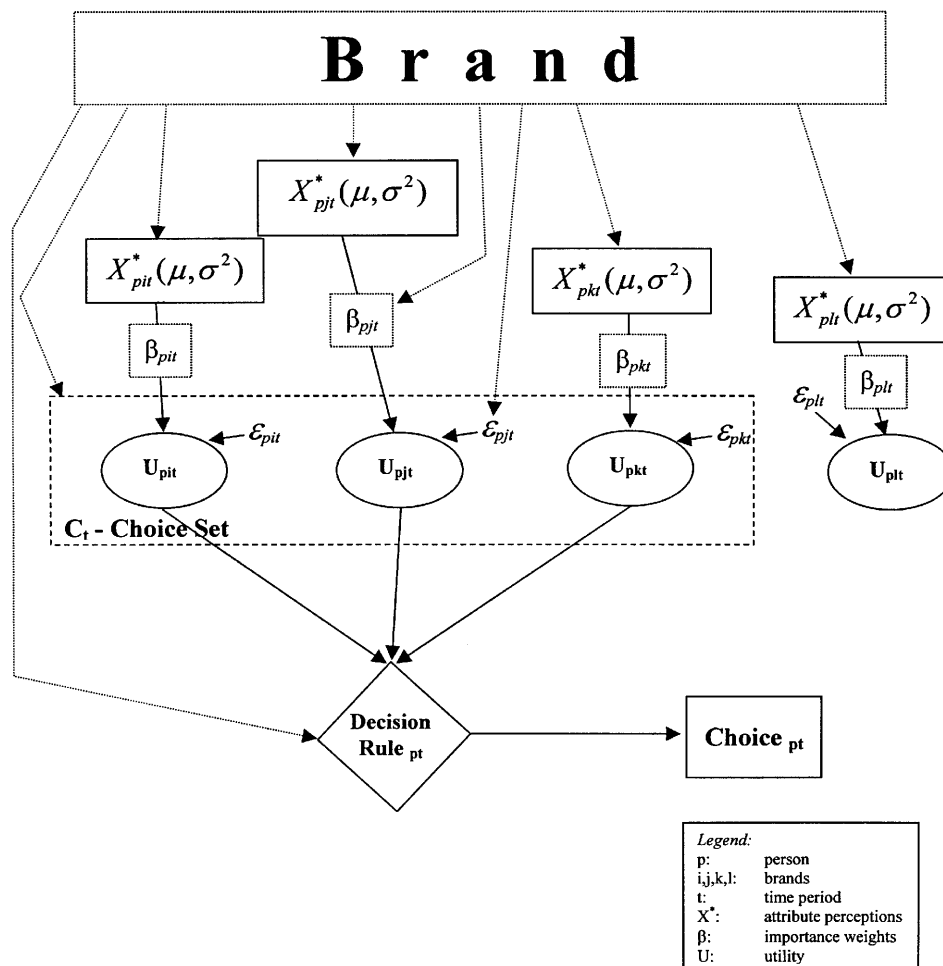 B r a n d
X*pjt(μ,σ²)
X*pit(μ,σ²)
X*pkt(μ,σ²)
X*plt(μ,σ²)
βpjt
βpit
βpkt
βplt
εplt
εpit
εpjt
εpkt
Upit
Upjt
Upkt
Uplt
Ct - Choice Set
Decision
Rule pt
Choice pt
Legend:
p: person
i,j,k,l: brands
t: time period
X*: attribute perceptions
β: importance weights
U: utility